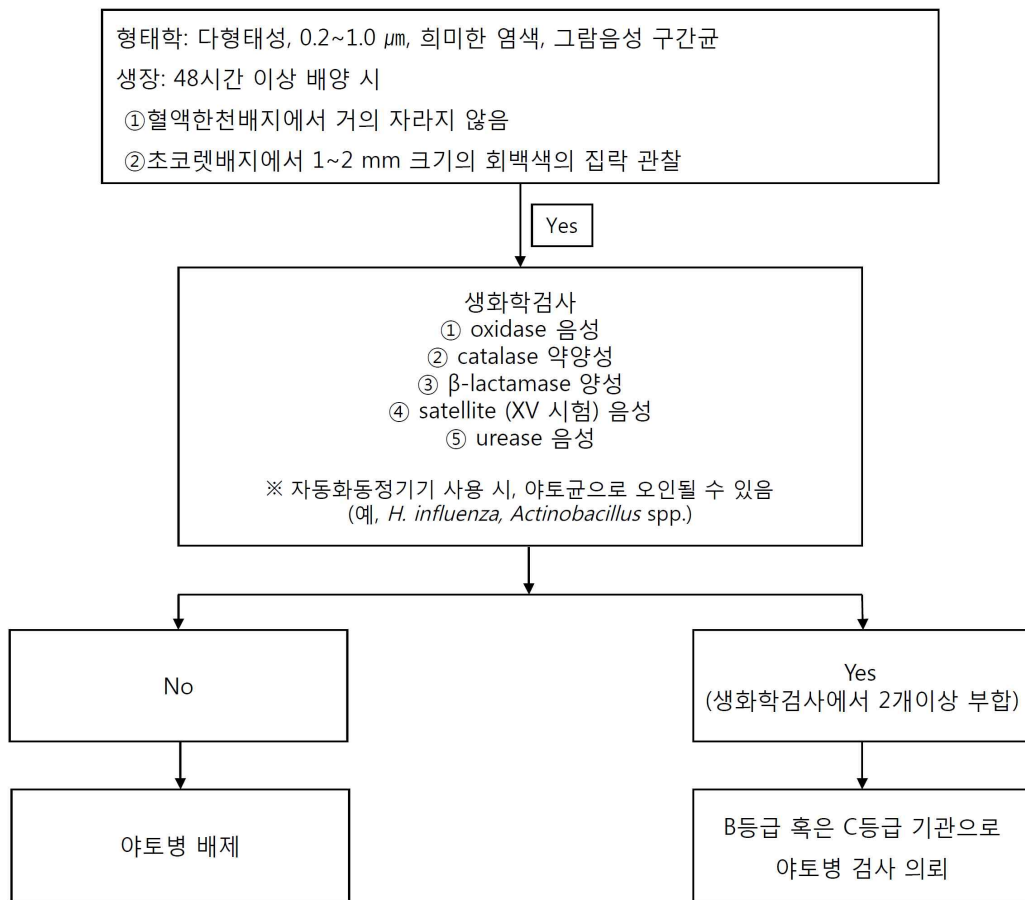 형태학: 다형태성, 0.2~1.0 ㎛, 희미한 염색, 그람음성 구간균
생장: 48시간 이상 배양 시
①혈액한천배지에서 거의 자라지 않음
②초코렛배지에서 1~2 mm 크기의 회백색의 집락 관찰
Yes
생화학검사
① oxidase 음성
② catalase 약양성
③ β-lactamase 양성
④ satellite (XV 시험) 음성
⑤ urease 음성
※ 자동화동정기기 사용 시, 야토균으로 오인될 수 있음
(예, H. influenza, Actinobacillus spp.)
No
Yes
(생화학검사에서 2개이상 부합)
야토병 배제
B등급 혹은 C등급 기관으로
야토병 검사 의뢰